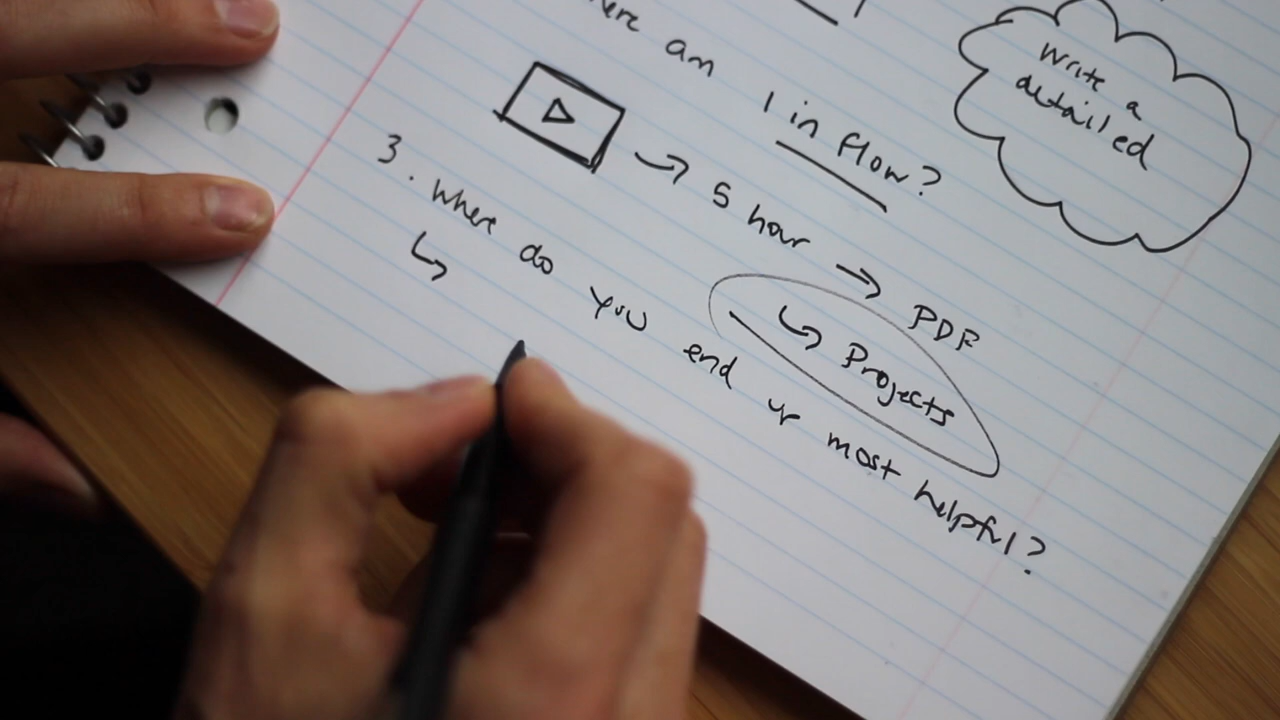 am I in flow?
5 hour → PDF
↳ Projects
3. Where do you end up most helpful?
↳
Write a
detailed